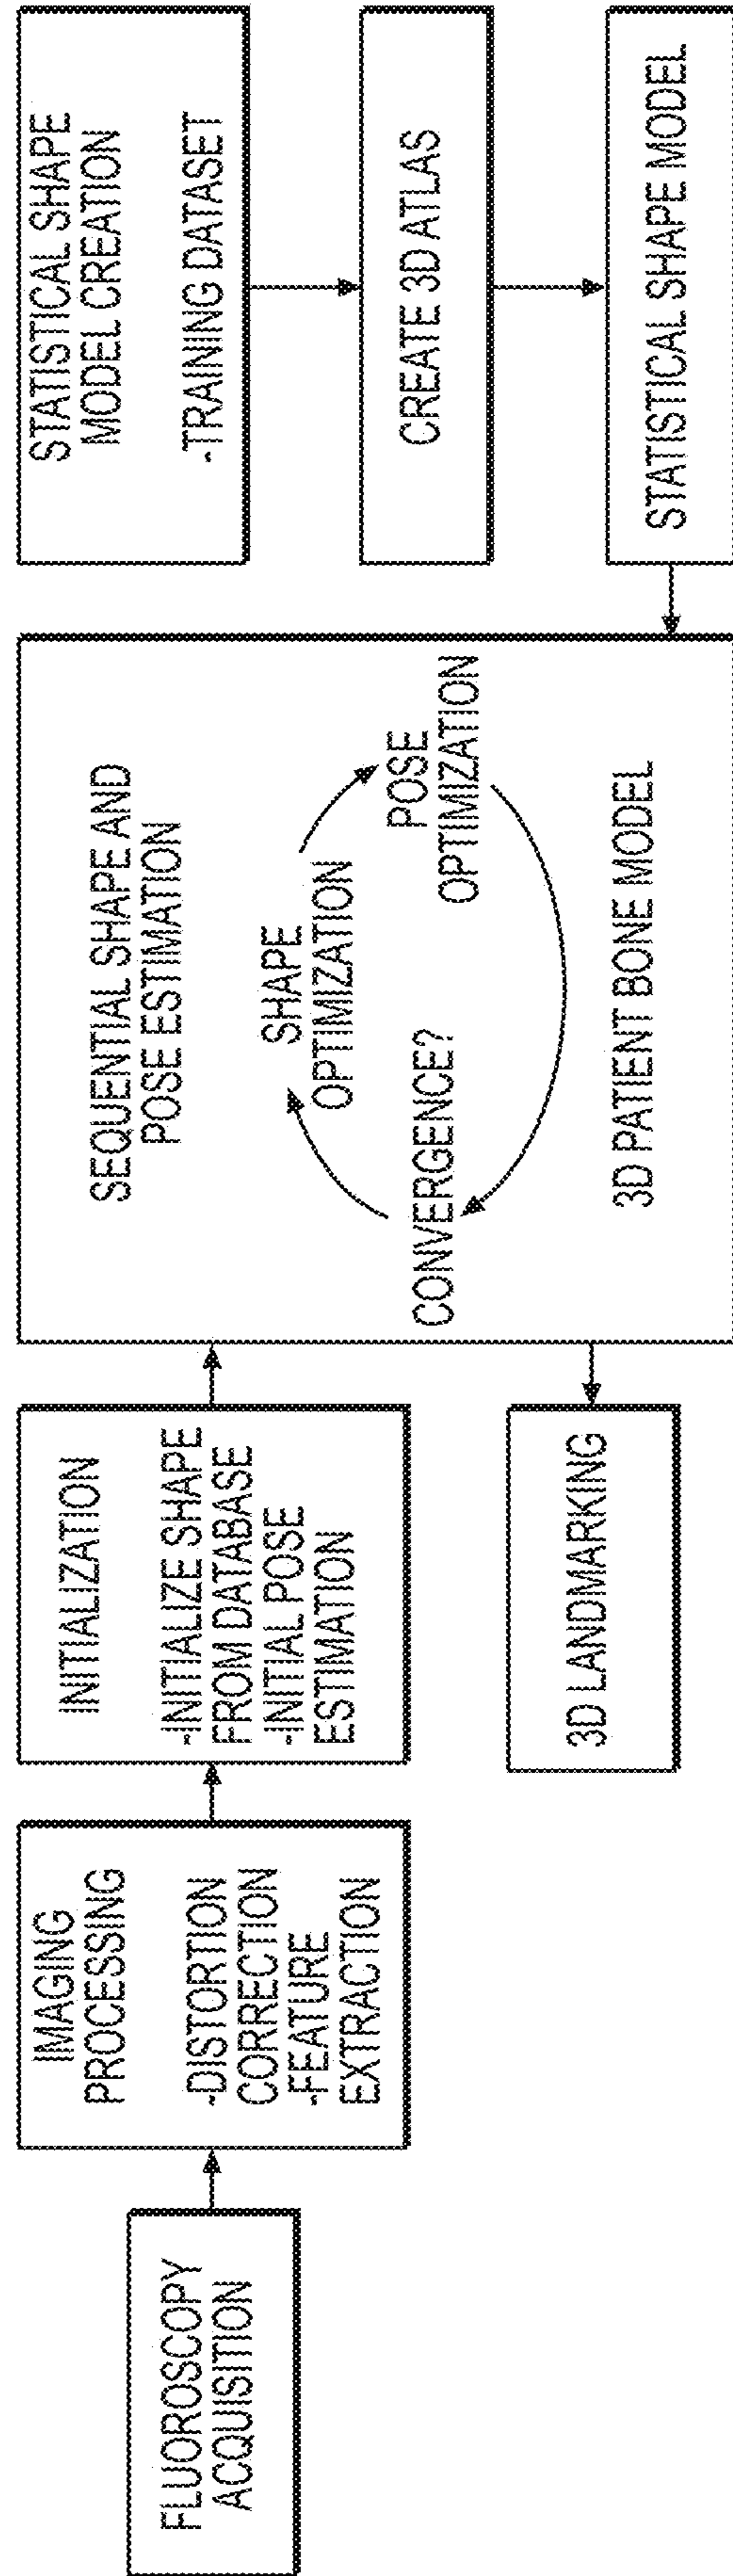 FLUOROSCOPY
ACQUISITION
IMAGING
PROCESSING
-DISTORTION
CORRECTION
-FEATURE
EXTRACTION
INITIALIZATION
-INITIALIZE SHAPE
FROM DATABASE
-INITIAL POSE
ESTIMATION
SEQUENTIAL SHAPE AND
POSE ESTIMATION
SHAPE
OPTIMIZATION
POSE
OPTIMIZATION
CONVERGENCE?
3D PATIENT BONE MODEL
3D LANDMARKING
STATISTICAL SHAPE
MODEL CREATION
-TRAINING DATASET
CREATE 3D ATLAS
STATISTICAL SHAPE MODEL